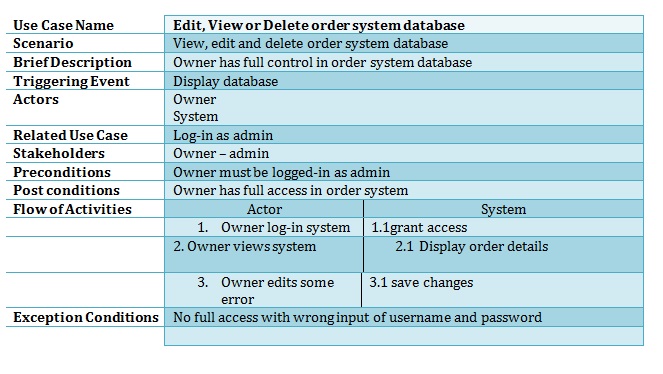 Use Case Name Edit, View or Delete order system database
Scenario View, edit and delete order system database
Brief Description Owner has full control in order system database
Triggering Event Display database
Actors Owner
System
Related Use Case Log-in as admin
Stakeholders Owner – admin
Preconditions Owner must be logged-in as admin
Post conditions Owner has full access in order system
Flow of Activities Actor System
1. Owner log-in system 1.1grant access
2. Owner views system 2.1 Display order details
3. Owner edits some 3.1 save changes
error
Exception Conditions No full access with wrong input of username and password